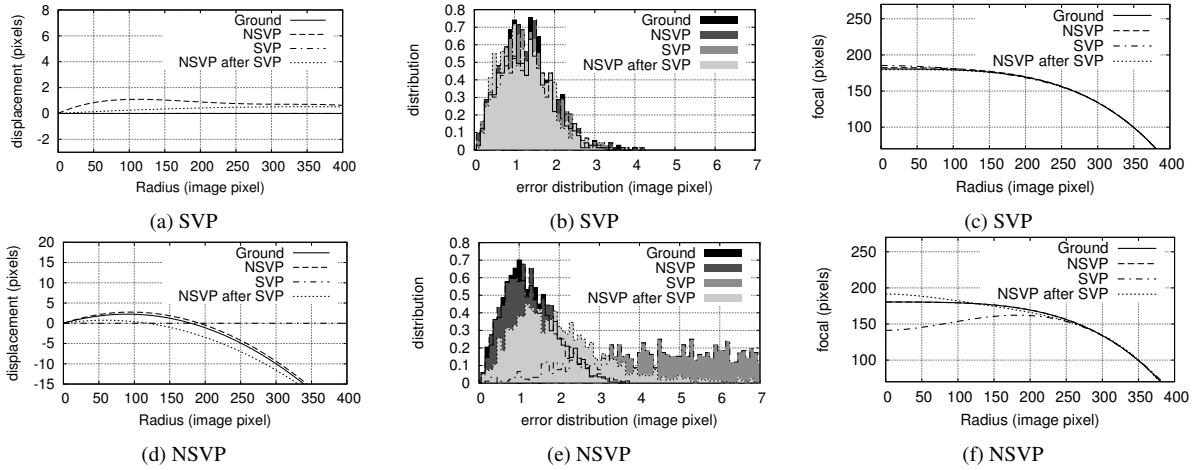 8
6
4
2
0
-2
0 50 100 150 200 250 300 350 400
displacement (pixels)
Radius (image pixel)
Ground
NSVP
SVP
NSVP after SVP
(a) SVP
0.8
0.7
0.6
0.5
0.4
0.3
0.2
0.1
0
0 1 2 3 4 5 6 7
distribution
error distribution (image pixel)
Ground
NSVP
SVP
NSVP after SVP
(b) SVP
250
200
150
100
0 50 100 150 200 250 300 350 400
focal (pixels)
Radius (image pixel)
Ground
NSVP
SVP
NSVP after SVP
(c) SVP
20
15
10
5
0
-5
-10
-15
0 50 100 150 200 250 300 350 400
displacement (pixels)
Radius (image pixel)
Ground
NSVP
SVP
NSVP after SVP
(d) NSVP
0.8
0.7
0.6
0.5
0.4
0.3
0.2
0.1
0
0 1 2 3 4 5 6 7
distribution
error distribution (image pixel)
Ground
NSVP
SVP
NSVP after SVP
(e) NSVP
250
200
150
100
0 50 100 150 200 250 300 350 400
focal (pixels)
Radius (image pixel)
Ground
NSVP
SVP
NSVP after SVP
(f) NSVP